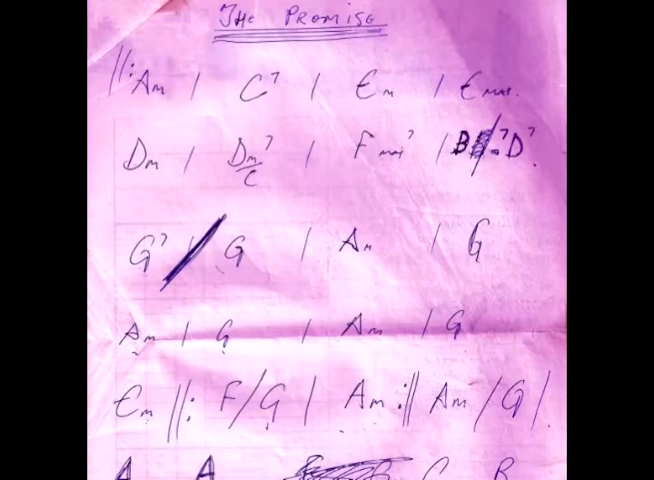 THE PROMISE
||: Am | C7 | Em | Emaj.
Dm | Dm7/C | Fmaj7 | D7.
G7 G | Am | G
Am | G | Am | G
Em ||: F/G | Am :|| Am / G |
A A C B